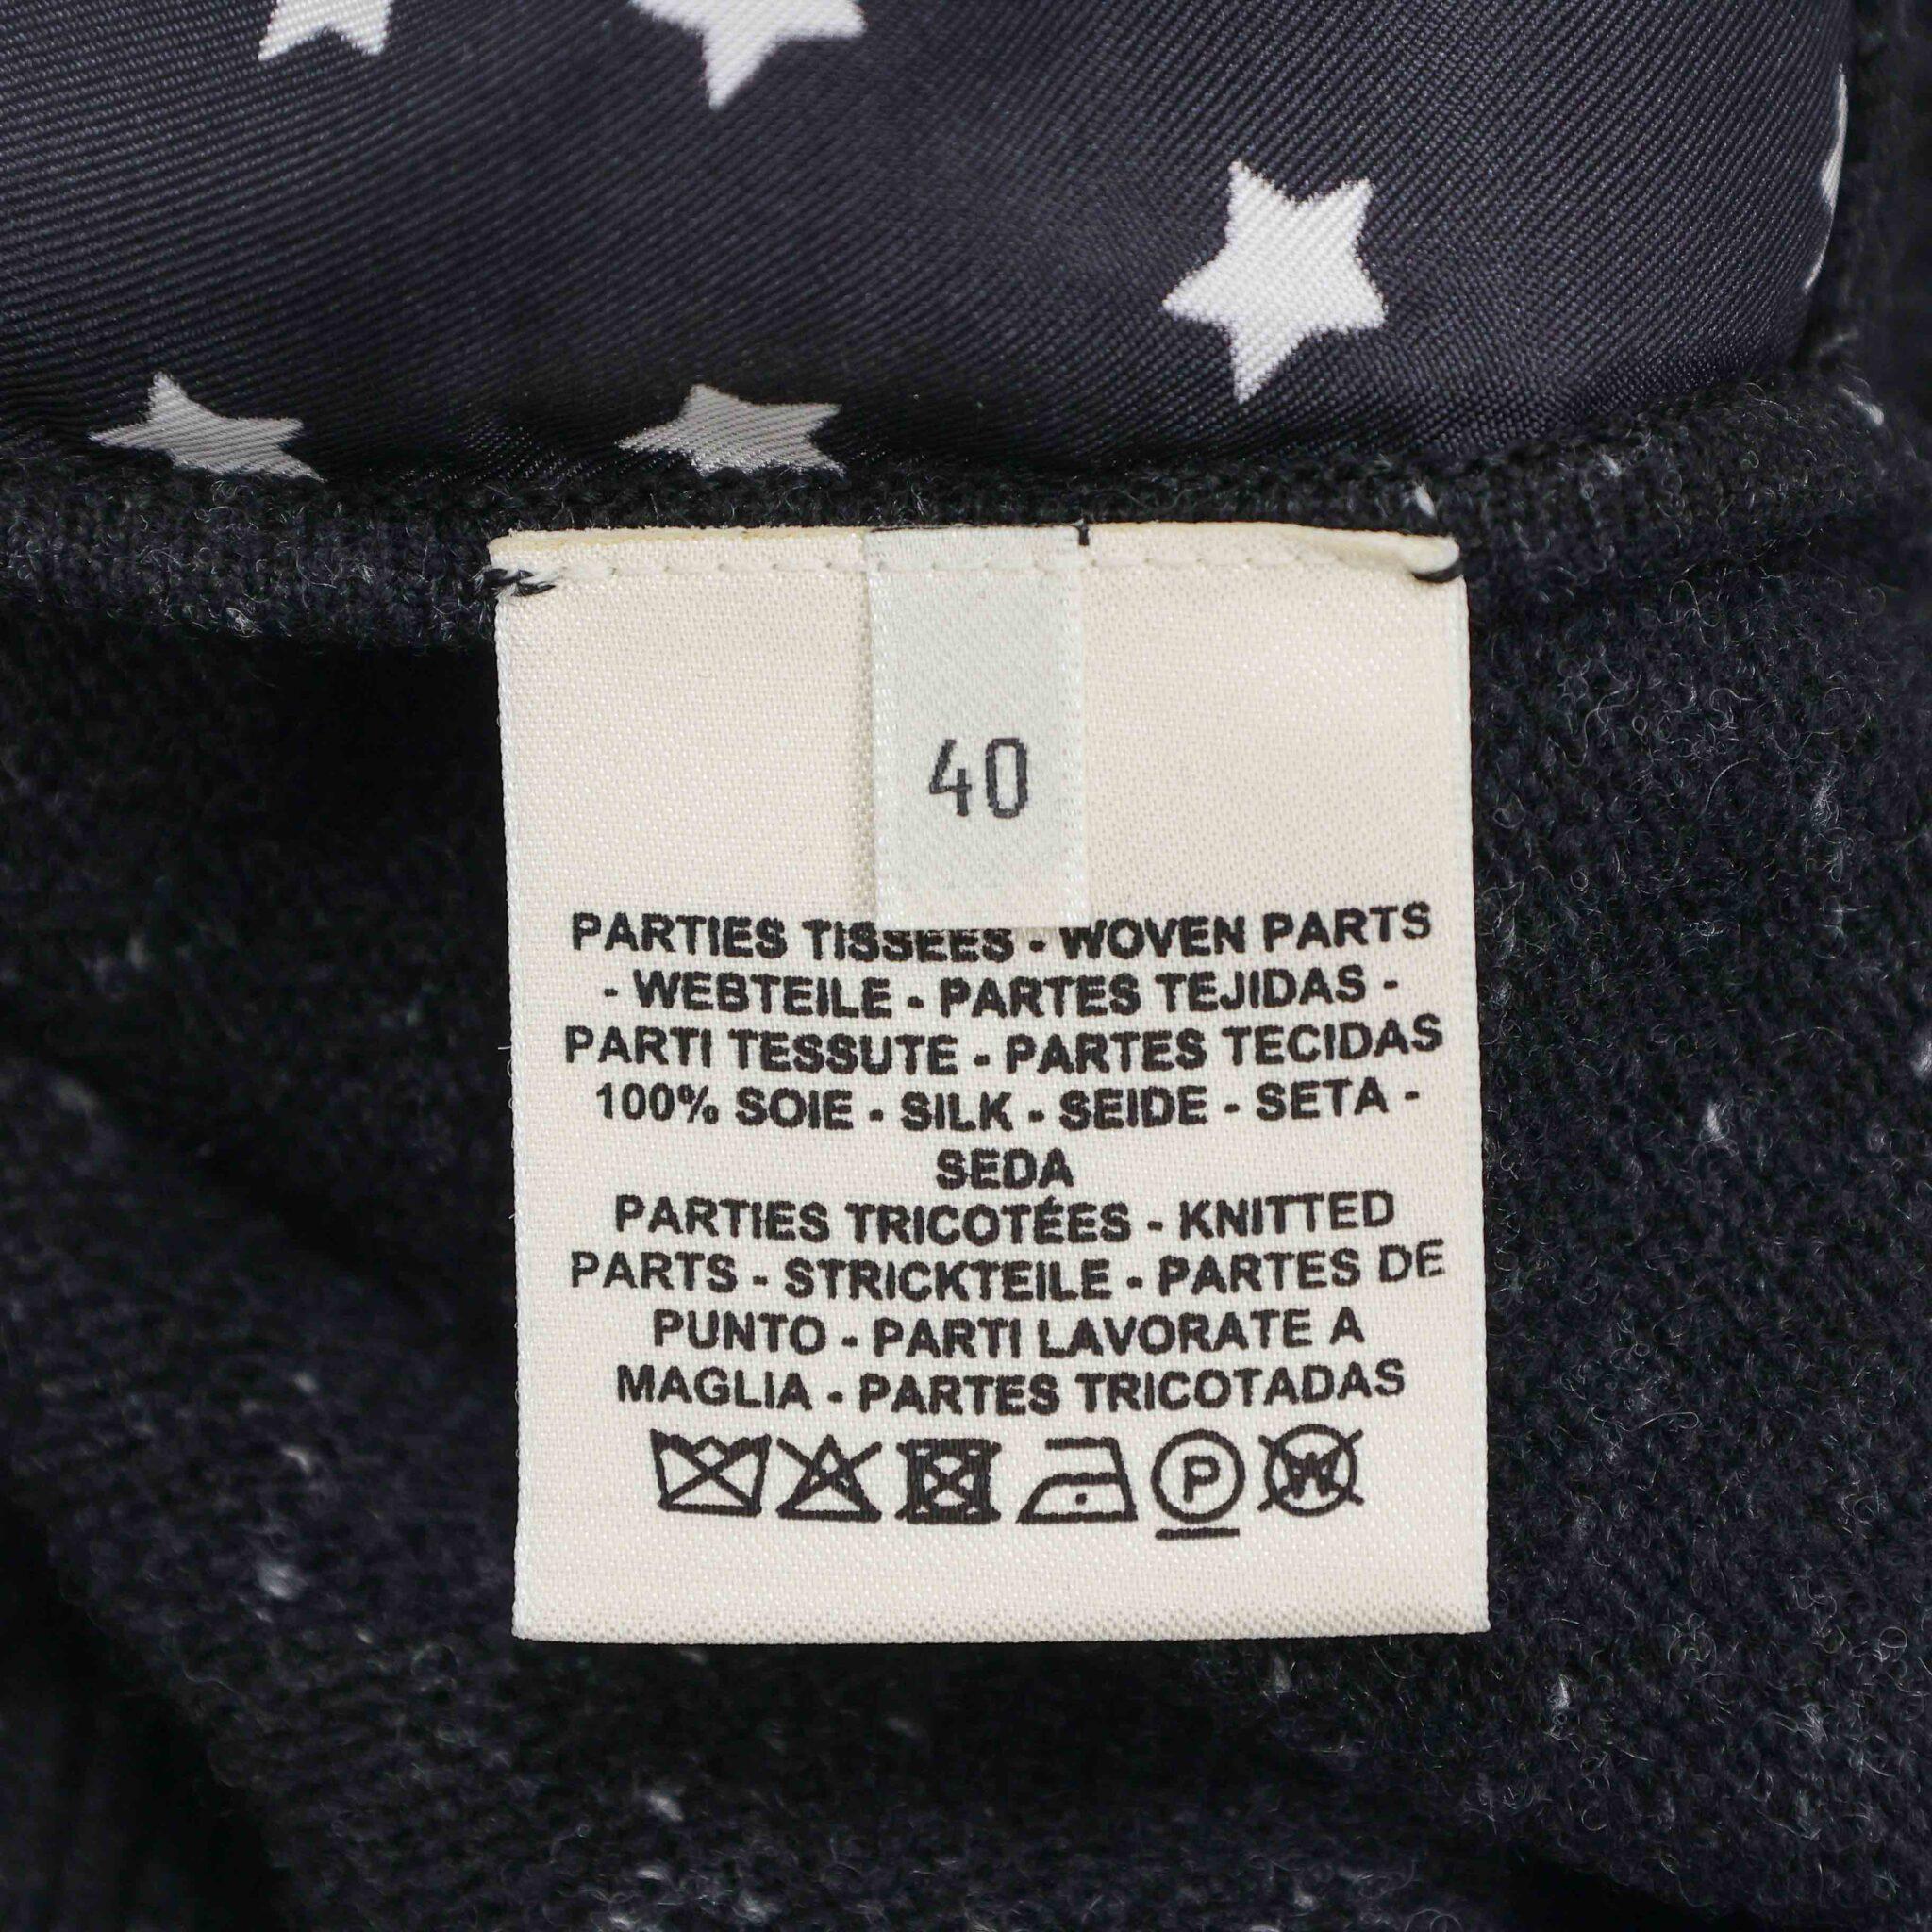 40
PARTIES TISSEES - WOVEN PARTS
- WEBTEILE - PARTES TEJIDAS -
PARTI TESSUTE - PARTES TECIDAS
100% SOIE - SILK - SEIDE - SETA -
SEDA
PARTIES TRICOTÉES - KNITTED
PARTS - STRICKTEILE - PARTES DE
PUNTO - PARTI LAVORATE A
MAGLIA - PARTES TRICOTADAS
P W